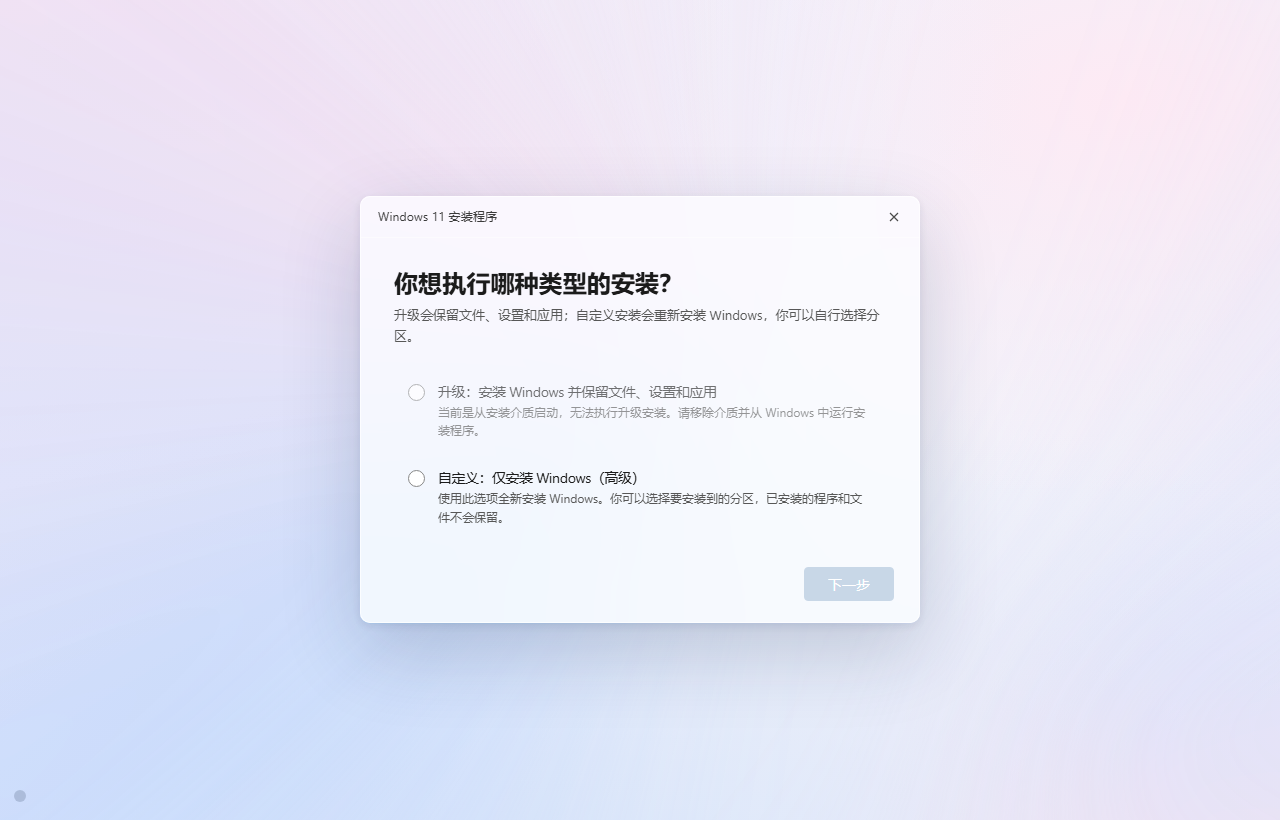 Windows 11 安装程序
你想执行哪种类型的安装？
升级会保留文件、设置和应用；自定义安装会重新安装 Windows，你可以自行选择分
区。
升级：安装 Windows 并保留文件、设置和应用
当前是从安装介质启动，无法执行升级安装。请移除介质并从 Windows 中运行安
装程序。
自定义：仅安装 Windows（高级）
使用此选项全新安装 Windows。你可以选择要安装到的分区，已安装的程序和文
件不会保留。
下一步